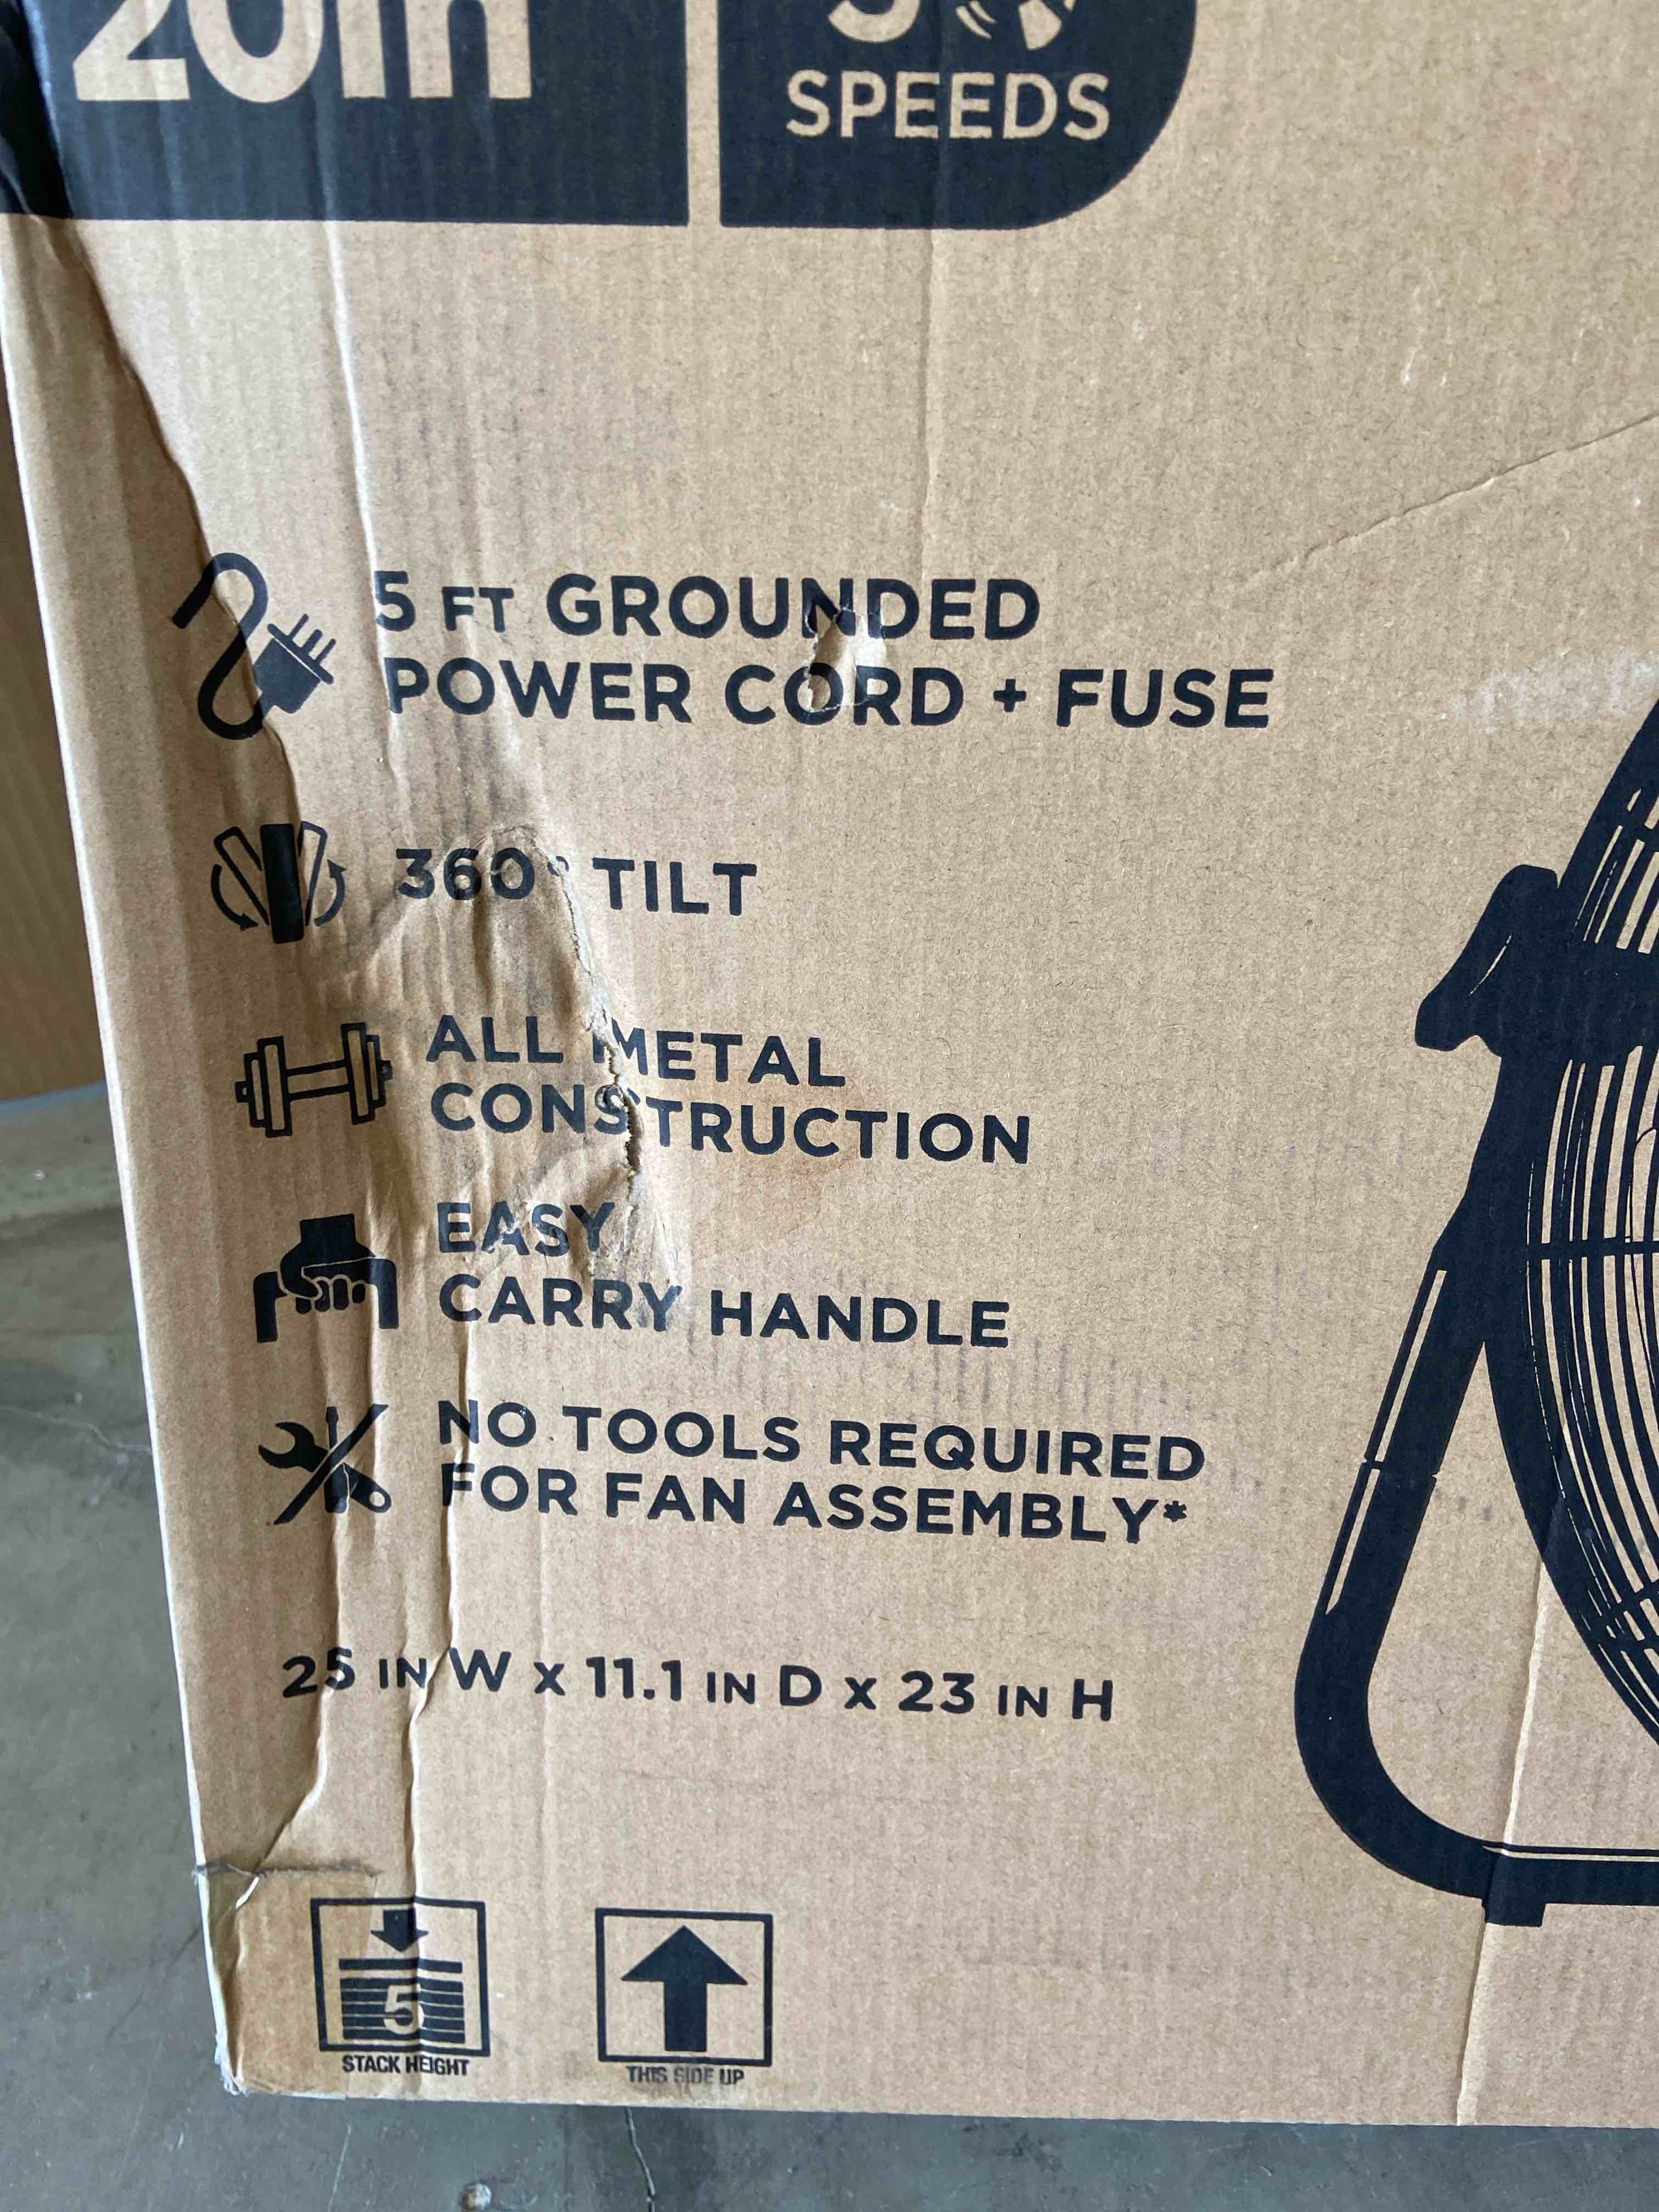 20in
SPEEDS
5 FT GROUNDED
POWER CORD + FUSE
360° TILT
ALL METAL
CONSTRUCTION
EASY
CARRY HANDLE
NO TOOLS REQUIRED
FOR FAN ASSEMBLY*
25 IN W X 11.1 IN D X 23 IN H
5
STACK HEIGHT
THIS SIDE UP